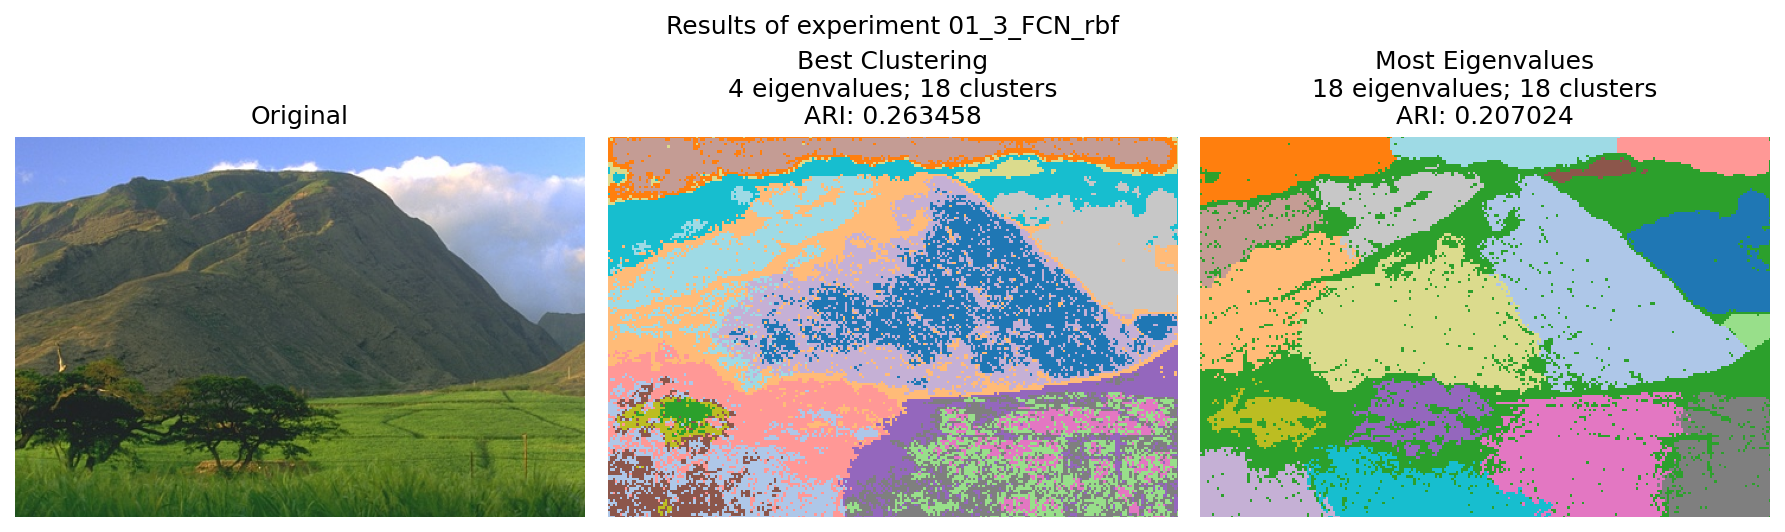 Results of experiment 01_3_FCN_rbf
Original
Best Clustering
4 eigenvalues; 18 clusters
ARI: 0.263458
Most Eigenvalues
18 eigenvalues; 18 clusters
ARI: 0.207024